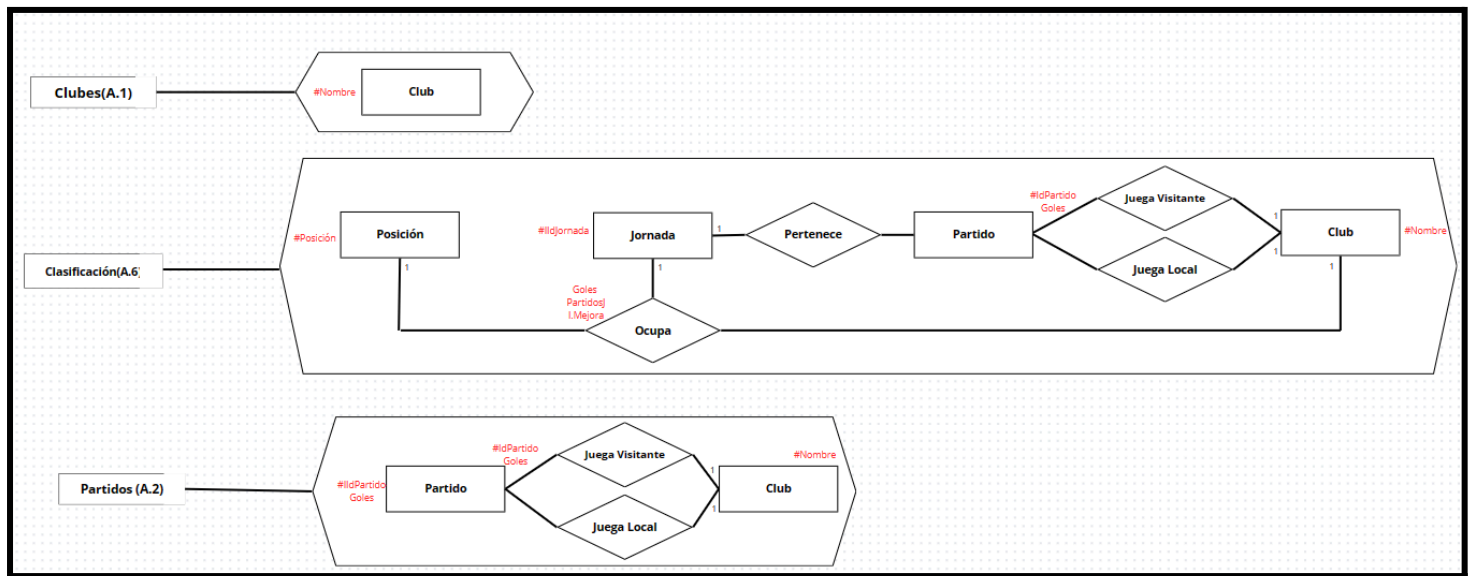 Clubes(A.1)
#Nombre
Club
#IdPartido
Goles
Juega Visitante
1
#Posición
Posición
#IIdJornada
Jornada
1
Pertenece
Partido
Club
#Nombre
1
1
1
1
Juega Local
Clasificación(A.6)
Goles
PartidosJ
I.Mejora
Ocupa
#IdPartido
Goles
Juega Visitante
#Nombre
1
Partidos (A.2)
#IIdPartido
Goles
Partido
Club
1
Juega Local